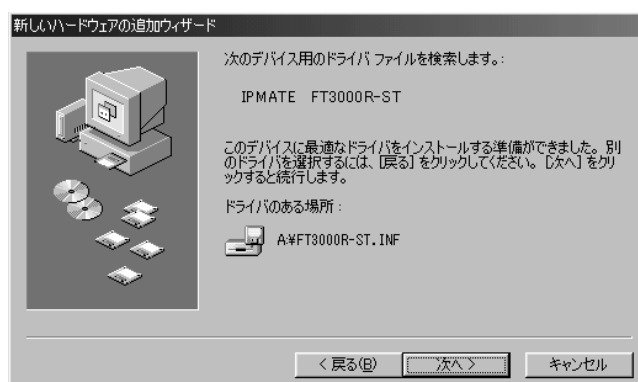 新しいハードウェアの追加ウィザード
次のデバイス用のドライバ ファイルを検索します。:
IPMATE FT3000R-ST
このデバイスに最適なドライバをインストールする準備ができました。別
のドライバを選択するには、[戻る] をクリックしてください。[次へ] をクリ
ックすると続行します。
ドライバのある場所 :
A:¥FT3000R-ST.INF
< 戻る(B)
次へ >
キャンセル